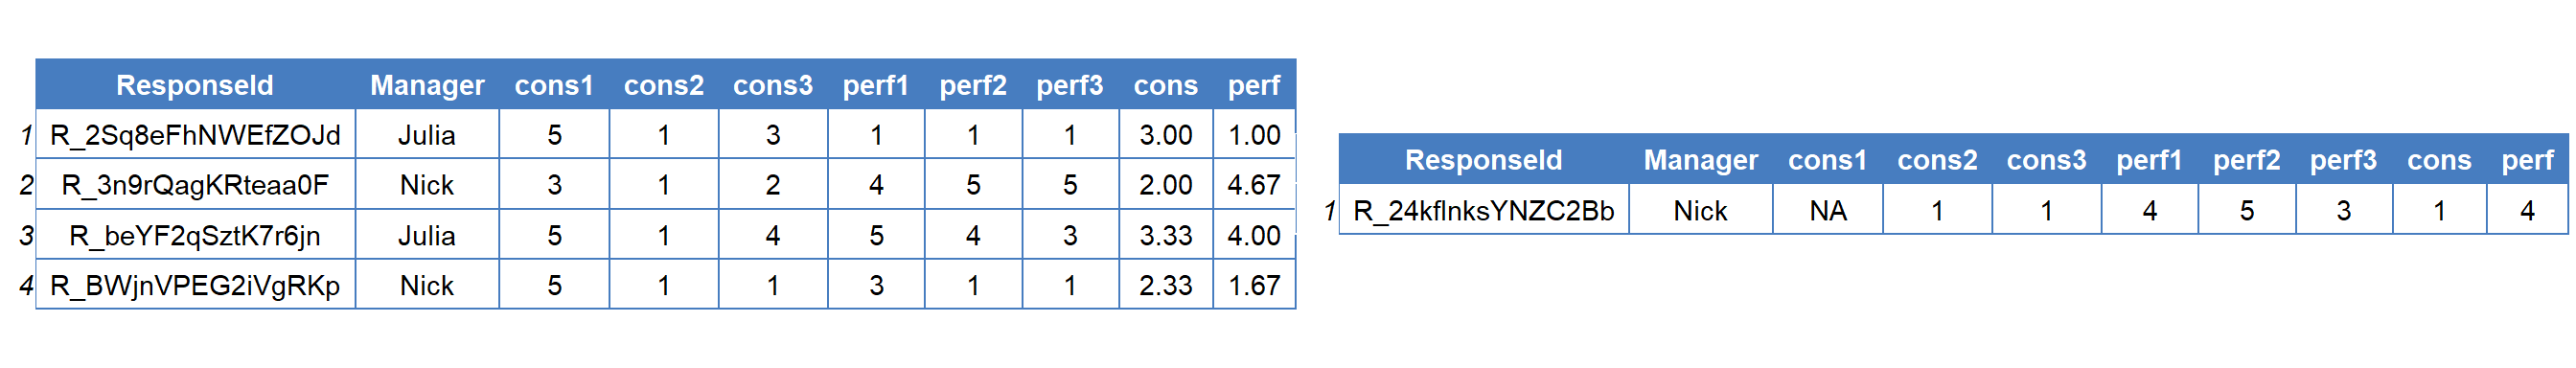 ResponseId Manager cons1 cons2 cons3 perf1 perf2 perf3 cons perf
1 R_2Sq8eFhNWEfZOJd Julia 5 1 3 1 1 1 3.00 1.00
2 R_3n9rQagKRteaa0F Nick 3 1 2 4 5 5 2.00 4.67
3 R_beYF2qSztK7r6jn Julia 5 1 4 5 4 3 3.33 4.00
4 R_BWjnVPEG2iVgRKp Nick 5 1 1 3 1 1 2.33 1.67
ResponseId Manager cons1 cons2 cons3 perf1 perf2 perf3 cons perf
1 R_24kflnksYNZC2Bb Nick NA 1 1 4 5 3 1 4